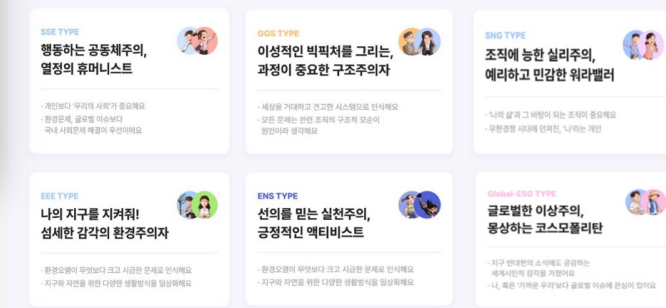 SSE TYPE
행동하는 공동체주의,
열정의 휴머니스트
· 개인보다 '우리의 사회'가 중요해요
· 환경문제, 글로벌 이슈보다
국내 사회문제 해결이 우선이에요
GGS TYPE
이성적인 빅픽처를 그리는,
과정이 중요한 구조주의자
· 세상을 거대하고 견고한 시스템으로 인식해요
· 모든 문제는 관련 조직의 구조적 모순이
원인이라 생각해요
SNG TYPE
조직에 능한 실리주의,
예리하고 민감한 워라밸러
· '나의 삶'과 그 바탕이 되는 조직이 중요해요
· 무한경쟁 시대에 던져진, '나'라는 개인
EEE TYPE
나의 지구를 지켜줘!
섬세한 감각의 환경주의자
· 환경오염이 무엇보다 크고 시급한 문제로 인식해요
· 지구와 자연을 위한 다양한 생활방식을 일상화해요
ENS TYPE
선의를 믿는 실천주의,
긍정적인 액티비스트
· 환경오염이 무엇보다 크고 시급한 문제로 인식해요
· 지구와 자연을 위한 다양한 생활방식을 일상화해요
Global-ESG TYPE
글로벌한 이상주의,
몽상하는 코스모폴리탄
· 지구 반대편의 소식에도 공감하는
세계시민적 감각을 가졌어요
· 나, 혹은 '가까운 우리'보다 글로벌 이슈에 관심이 있어요